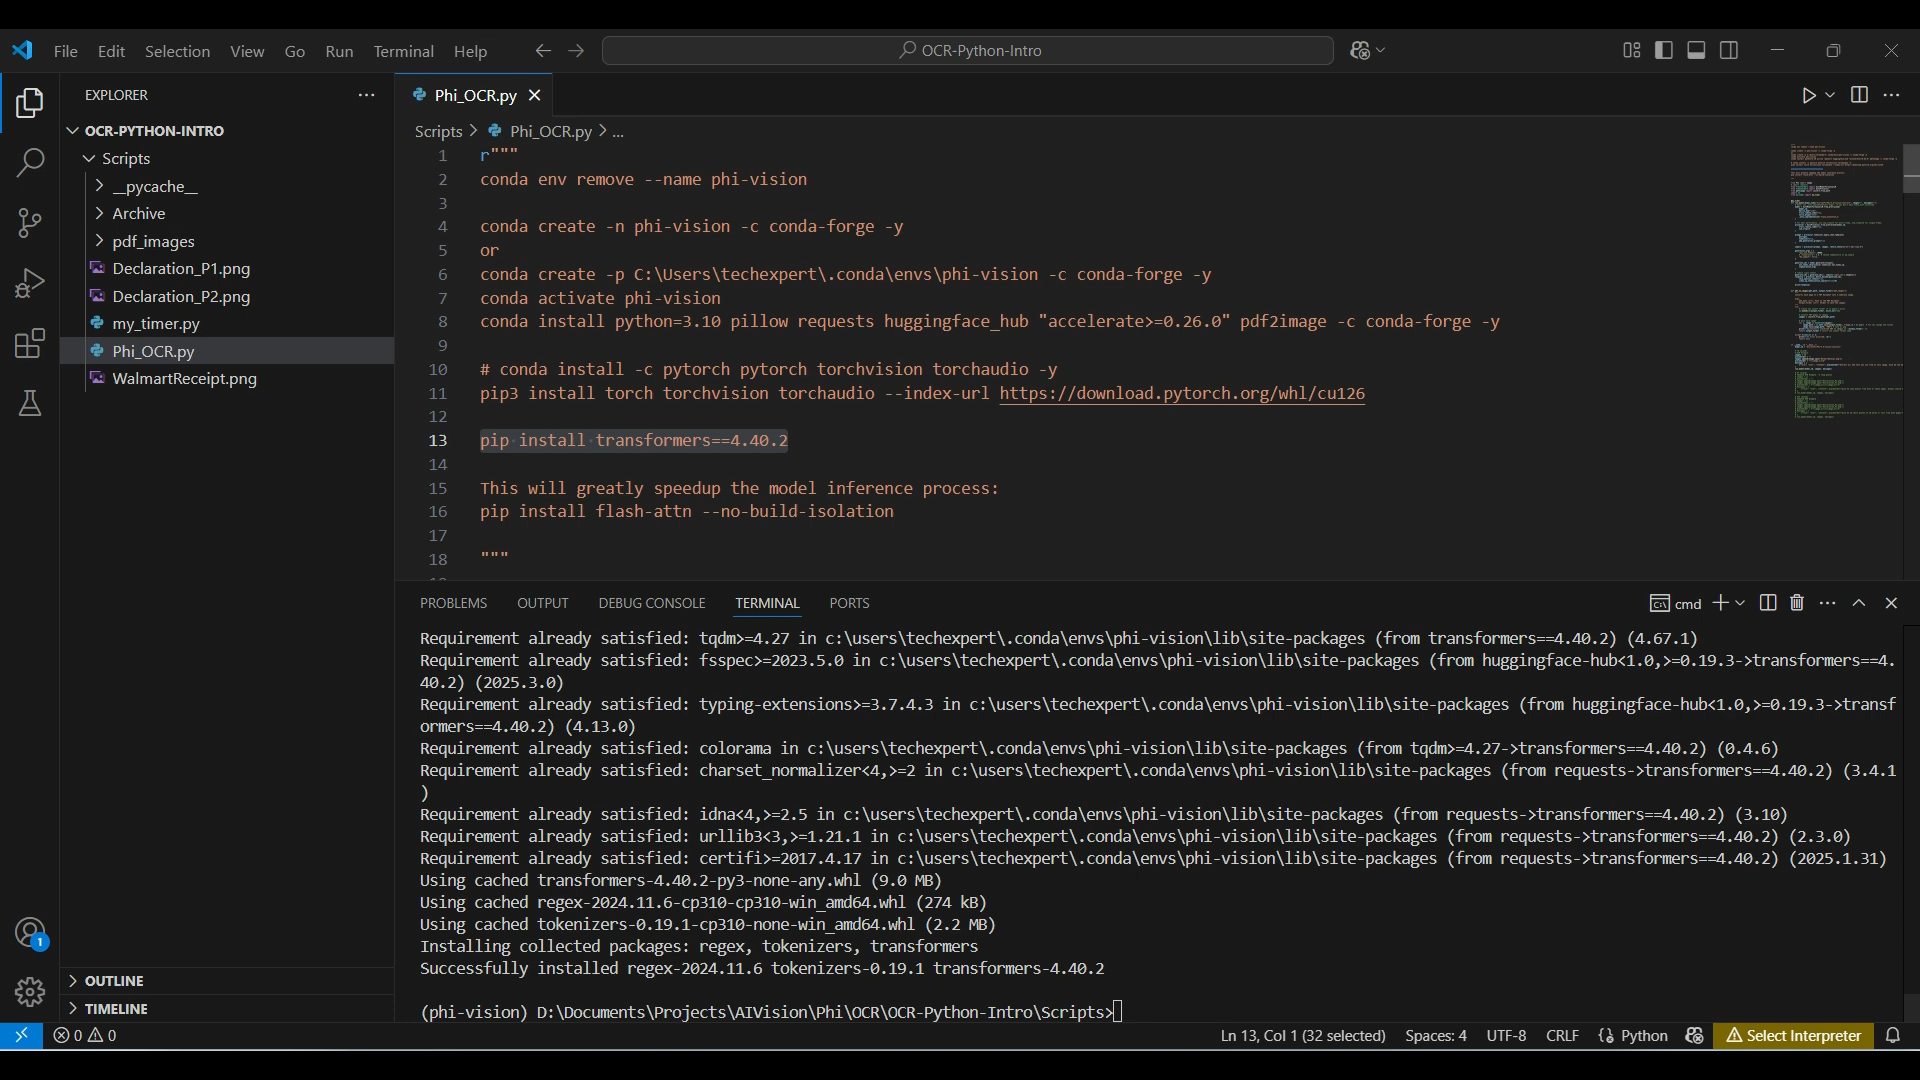 File Edit Selection View Go Run Terminal Help
OCR-Python-Intro
EXPLORER
OCR-PYTHON-INTRO
Scripts
__pycache__
Archive
pdf_images
Declaration_P1.png
Declaration_P2.png
my_timer.py
Phi_OCR.py
WalmartReceipt.png
OUTLINE
TIMELINE
Phi_OCR.py
Scripts > Phi_OCR.py > ...
1 r"""
2 conda env remove --name phi-vision
3
4 conda create -n phi-vision -c conda-forge -y
5 or
6 conda create -p C:\Users\techexpert\.conda\envs\phi-vision -c conda-forge -y
7 conda activate phi-vision
8 conda install python=3.10 pillow requests huggingface_hub "accelerate>=0.26.0" pdf2image -c conda-forge -y
9
10 # conda install -c pytorch pytorch torchvision torchaudio -y
11 pip3 install torch torchvision torchaudio --index-url https://download.pytorch.org/whl/cu126
12
13 pip install transformers==4.40.2
14
15 This will greatly speedup the model inference process:
16 pip install flash-attn --no-build-isolation
17
18 """
PROBLEMS OUTPUT DEBUG CONSOLE TERMINAL PORTS
cmd
Requirement already satisfied: tqdm>=4.27 in c:\users\techexpert\.conda\envs\phi-vision\lib\site-packages (from transformers==4.40.2) (4.67.1)
Requirement already satisfied: fsspec>=2023.5.0 in c:\users\techexpert\.conda\envs\phi-vision\lib\site-packages (from huggingface-hub<1.0,>=0.19.3->transformers==4.
40.2) (2025.3.0)
Requirement already satisfied: typing-extensions>=3.7.4.3 in c:\users\techexpert\.conda\envs\phi-vision\lib\site-packages (from huggingface-hub<1.0,>=0.19.3->transf
ormers==4.40.2) (4.13.0)
Requirement already satisfied: colorama in c:\users\techexpert\.conda\envs\phi-vision\lib\site-packages (from tqdm>=4.27->transformers==4.40.2) (0.4.6)
Requirement already satisfied: charset_normalizer<4,>=2 in c:\users\techexpert\.conda\envs\phi-vision\lib\site-packages (from requests->transformers==4.40.2) (3.4.1
)
Requirement already satisfied: idna<4,>=2.5 in c:\users\techexpert\.conda\envs\phi-vision\lib\site-packages (from requests->transformers==4.40.2) (3.10)
Requirement already satisfied: urllib3<3,>=1.21.1 in c:\users\techexpert\.conda\envs\phi-vision\lib\site-packages (from requests->transformers==4.40.2) (2.3.0)
Requirement already satisfied: certifi>=2017.4.17 in c:\users\techexpert\.conda\envs\phi-vision\lib\site-packages (from requests->transformers==4.40.2) (2025.1.31)
Using cached transformers-4.40.2-py3-none-any.whl (9.0 MB)
Using cached regex-2024.11.6-cp310-cp310-win_amd64.whl (274 kB)
Using cached tokenizers-0.19.1-cp310-none-win_amd64.whl (2.2 MB)
Installing collected packages: regex, tokenizers, transformers
Successfully installed regex-2024.11.6 tokenizers-0.19.1 transformers-4.40.2
(phi-vision) D:\Documents\Projects\AIVision\Phi\OCR\OCR-Python-Intro\Scripts>
1
0 0 Ln 13, Col 1 (32 selected) Spaces: 4 UTF-8 CRLF Python Select Interpreter